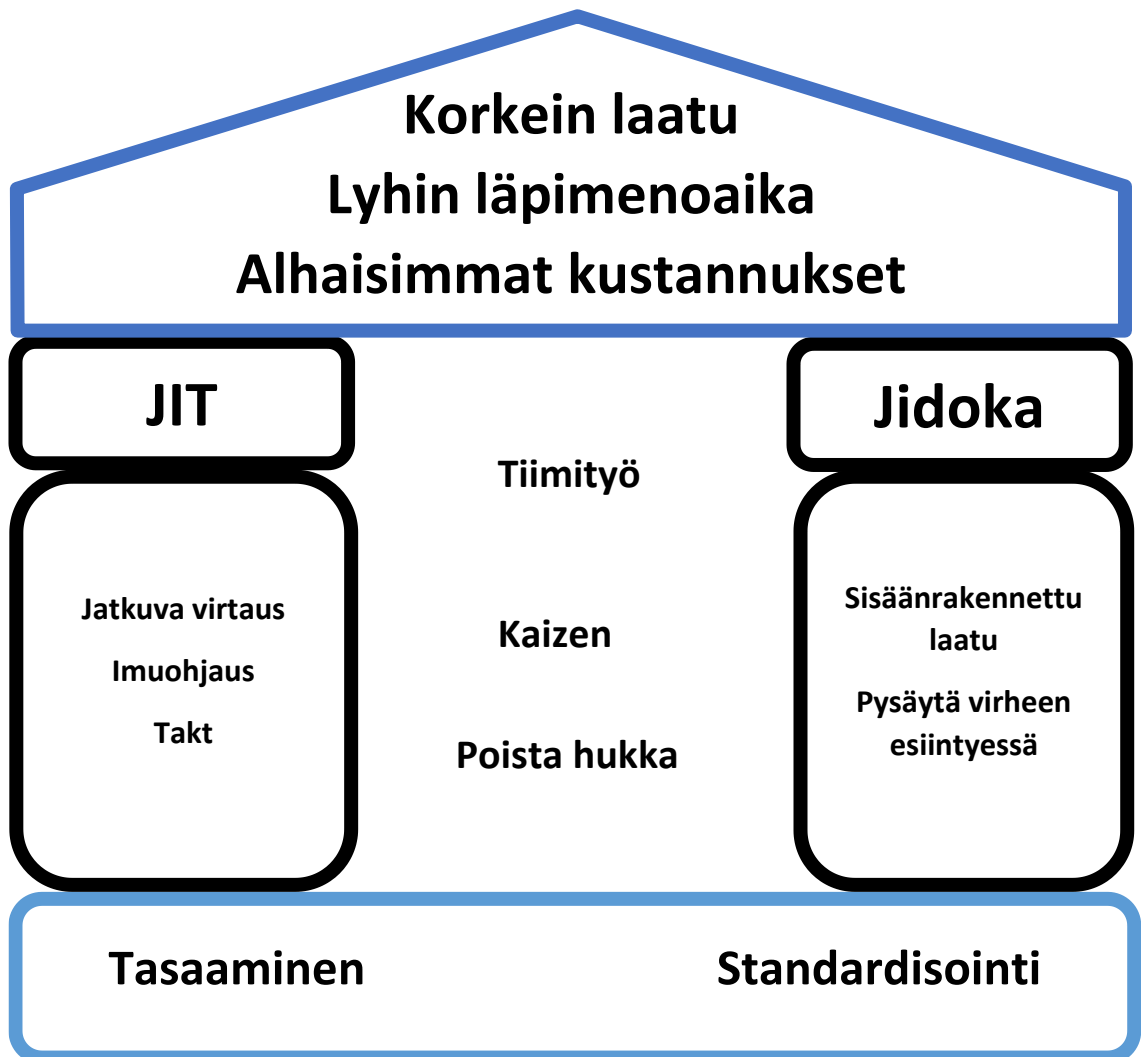 Korkein laatu
Lyhin läpimenoaika
Alhaisimmat kustannukset
JIT
Jidoka
Tiimityö
Kaizen
Poista hukka
Jatkuva virtaus
Imuohjaus
Takt
Sisäänrakennettu
laatu
Pysäytä virheen
esiintyessä
Tasaaminen
Standardisointi